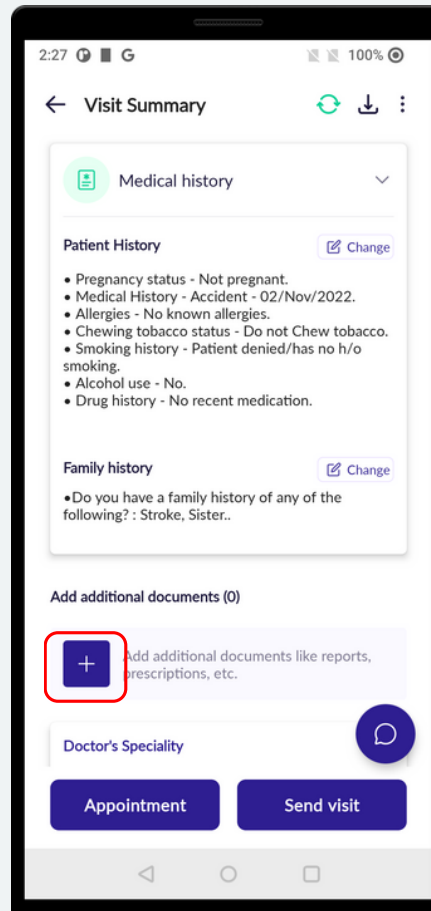 2:27 G 100%
Visit Summary
Medical history
Patient History Change
• Pregnancy status - Not pregnant.
• Medical History - Accident - 02/Nov/2022.
• Allergies - No known allergies.
• Chewing tobacco status - Do not Chew tobacco.
• Smoking history - Patient denied/has no h/o
smoking.
• Alcohol use - No.
• Drug history - No recent medication.
Family history Change
•Do you have a family history of any of the
following? : Stroke, Sister..
Add additional documents (0)
Add additional documents like reports,
prescriptions, etc.
Doctor's Speciality
Appointment Send visit